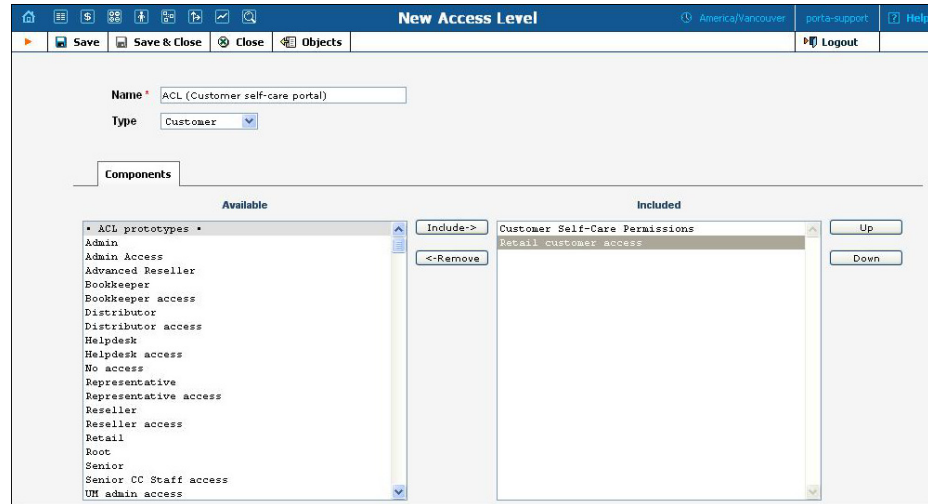 New Access Level
America/Vancouver
porta-support
Help
Save
Save & Close
Close
Objects
Logout
Name *
ACL (Customer self-care portal)
Type
Customer
Components
Available
Included
• ACL prototypes •
Admin
Admin Access
Advanced Reseller
Bookkeeper
Bookkeeper access
Distributor
Distributor access
Helpdesk
Helpdesk access
No access
Representative
Representative access
Reseller
Reseller access
Retail
Root
Senior
Senior CC Staff access
UM admin access
Include->
<-Remove
Customer Self-Care Permissions
Retail customer access
Up
Down